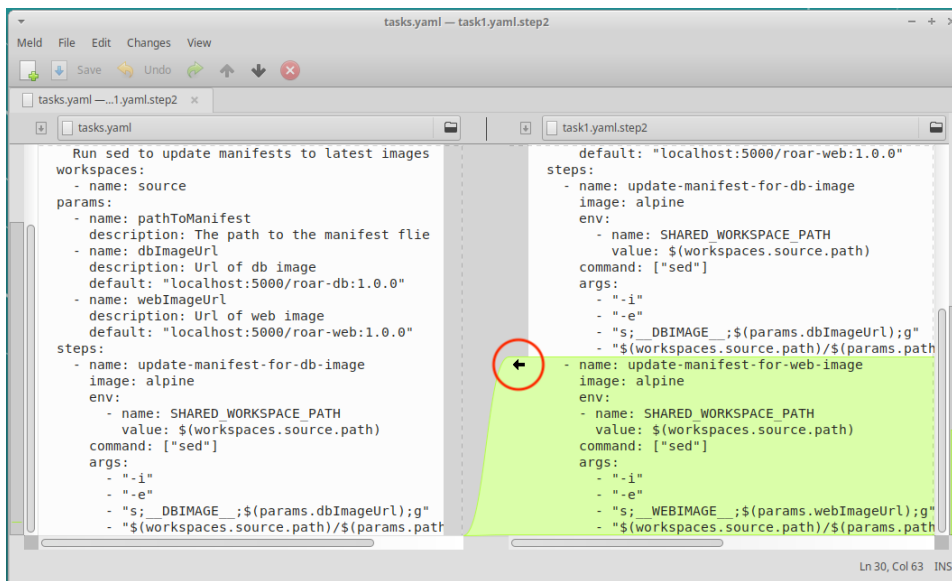 tasks.yaml — task1.yaml.step2
Meld File Edit Changes View
Save Undo
tasks.yaml —...1.yaml.step2 ×
tasks.yaml
Run sed to update manifests to latest images
workspaces:
- name: source
params:
- name: pathToManifest
description: The path to the manifest flie
- name: dbImageUrl
description: Url of db image
default: "localhost:5000/roar-db:1.0.0"
- name: webImageUrl
description: Url of web image
default: "localhost:5000/roar-web:1.0.0"
steps:
- name: update-manifest-for-db-image
image: alpine
env:
- name: SHARED_WORKSPACE_PATH
value: $(workspaces.source.path)
command: ["sed"]
args:
- "-i"
- "-e"
- "s;__DBIMAGE__;$(params.dbImageUrl);g"
- "$(workspaces.source.path)/$(params.path
task1.yaml.step2
default: "localhost:5000/roar-web:1.0.0"
steps:
- name: update-manifest-for-db-image
image: alpine
env:
- name: SHARED_WORKSPACE_PATH
value: $(workspaces.source.path)
command: ["sed"]
args:
- "-i"
- "-e"
- "s;__DBIMAGE__;$(params.dbImageUrl);g"
- "$(workspaces.source.path)/$(params.path
- name: update-manifest-for-web-image
image: alpine
env:
- name: SHARED_WORKSPACE_PATH
value: $(workspaces.source.path)
command: ["sed"]
args:
- "-i"
- "-e"
- "s;__WEBIMAGE__;$(params.webImageUrl);g"
- "$(workspaces.source.path)/$(params.path
Ln 30, Col 63 INS